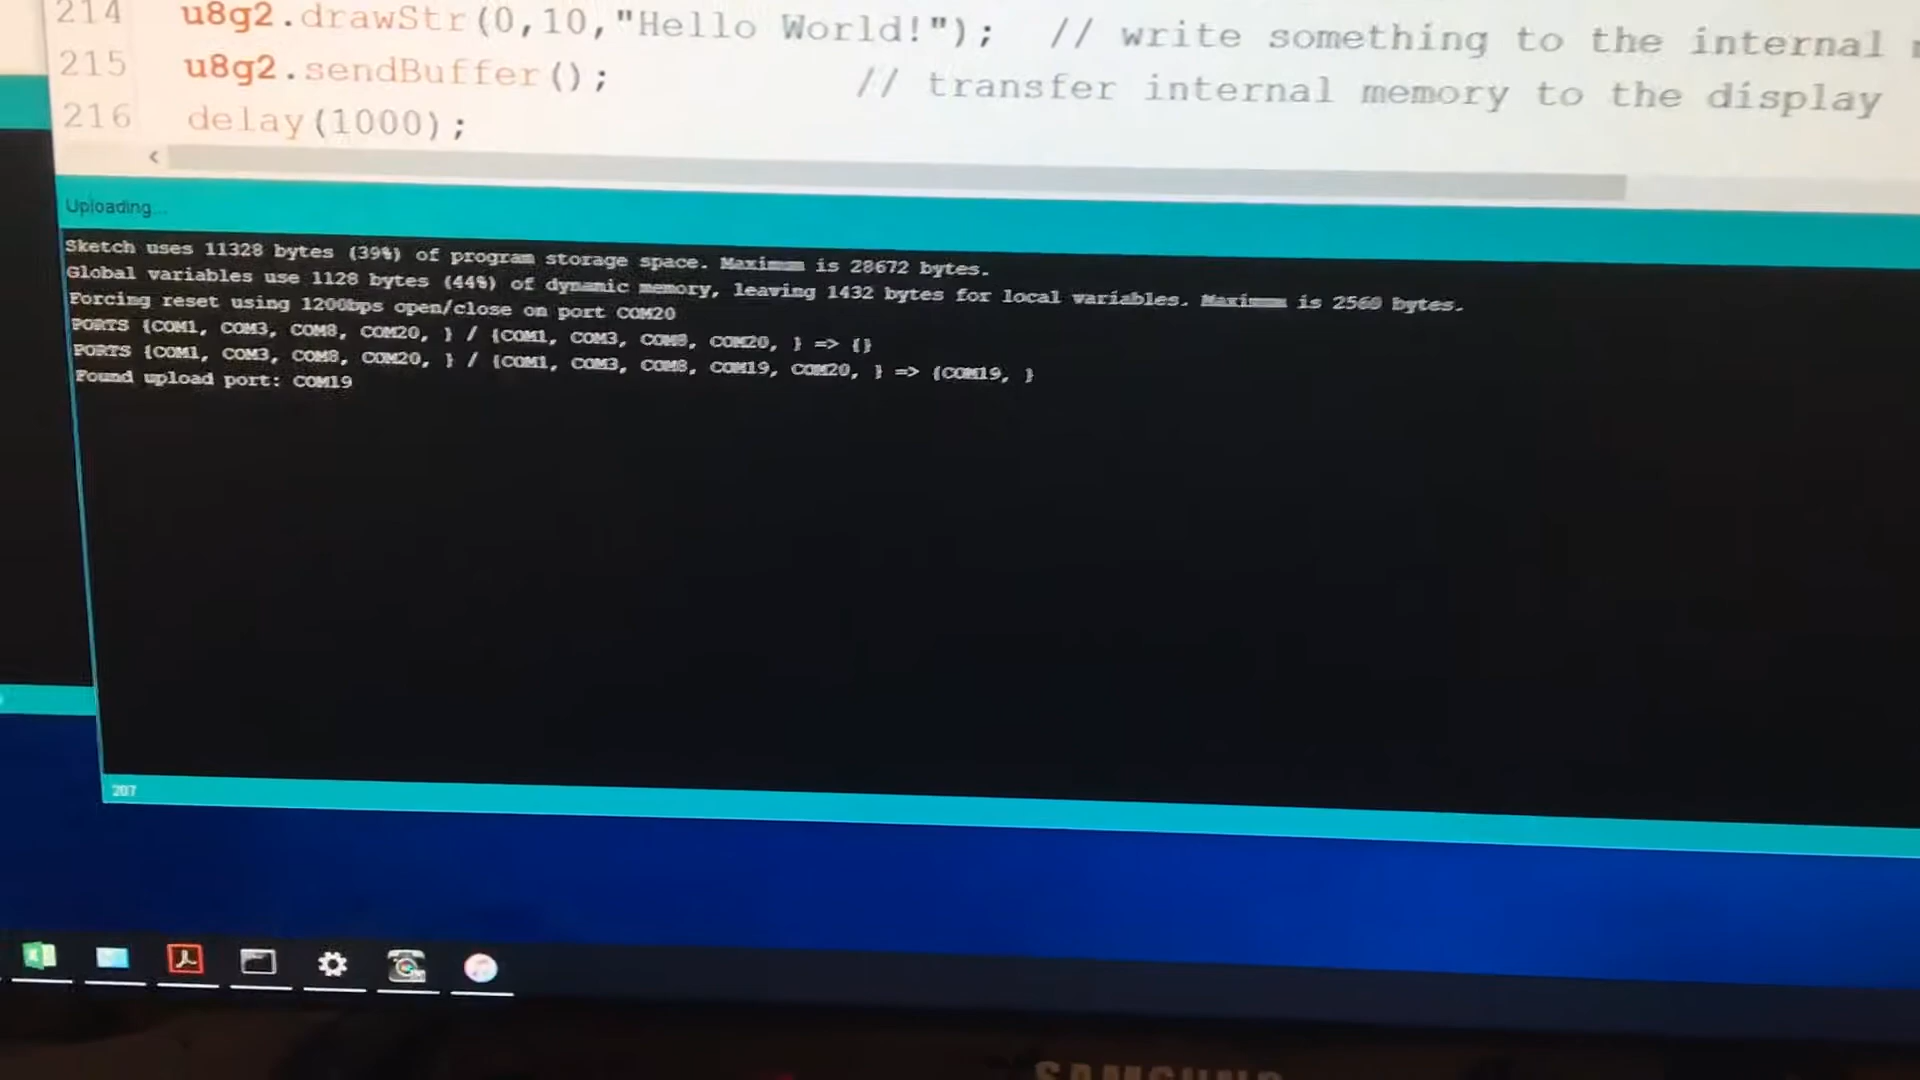 214 u8g2.drawStr(0,10,"Hello World!"); // write something to the internal
215 u8g2.sendBuffer(); // transfer internal memory to the display
216 delay(1000);
Uploading...
Sketch uses 11328 bytes (39%) of program storage space. Maximum is 28672 bytes.
Global variables use 1128 bytes (44%) of dynamic memory, leaving 1432 bytes for local variables. Maximum is 2560 bytes.
Forcing reset using 1200bps open/close on port COM20
PORTS {COM1, COM3, COM8, COM20, } / {COM1, COM3, COM8, COM20, } => {}
PORTS {COM1, COM3, COM8, COM20, } / {COM1, COM3, COM8, COM19, COM20, } => {COM19, }
Found upload port: COM19
207
SAMSUNG